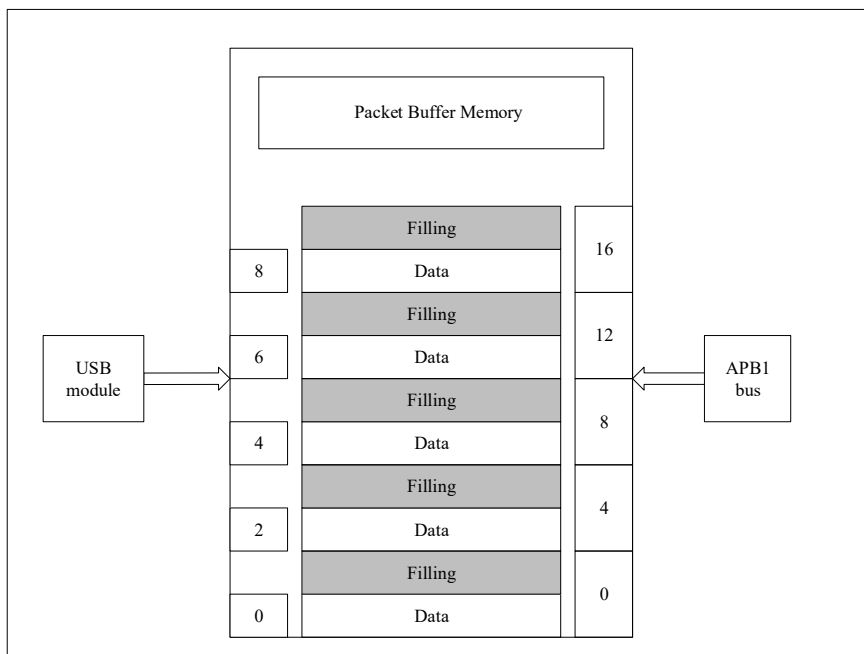 Packet Buffer Memory
Filling
16
8
Data
Filling
12
USB
module
6
Data
APB1
bus
Filling
8
4
Data
Filling
4
2
Data
Filling
0
0
Data